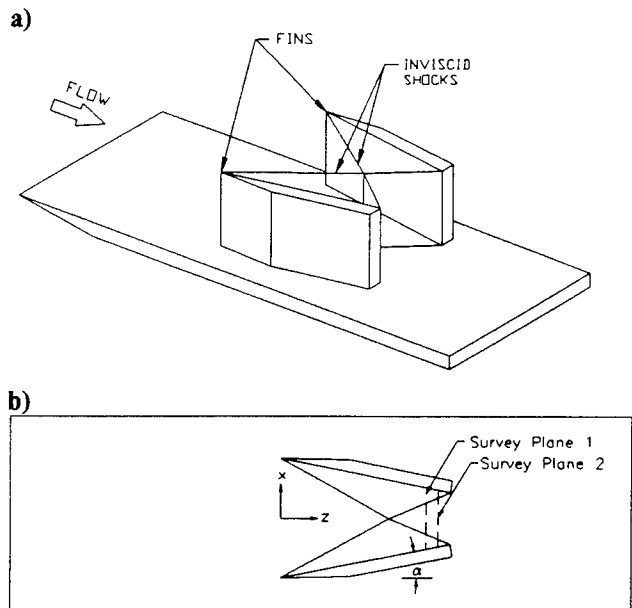 a)
FINS
INVISCID
SHOCKS
FLOW
b)
Survey Plane 1
Survey Plane 2
x
z
α